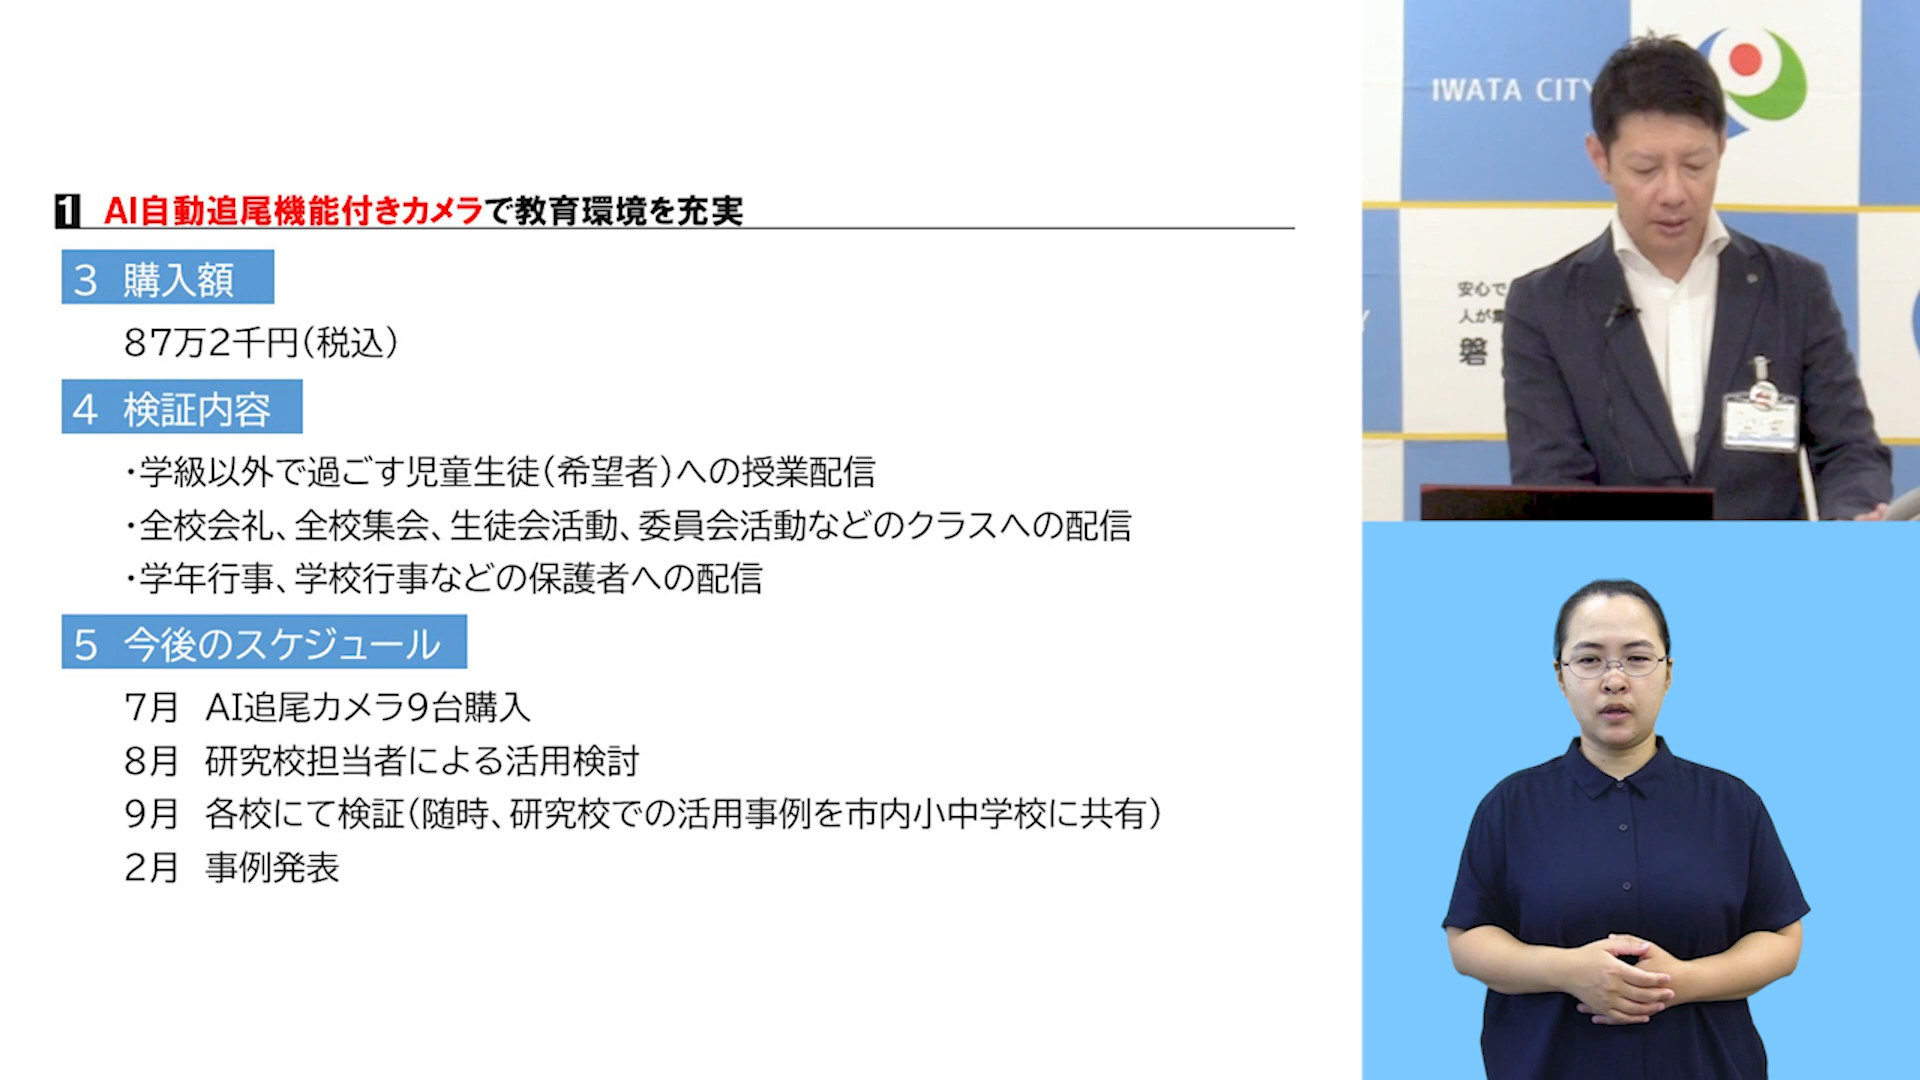 1 AI自動追尾機能付きカメラで教育環境を充実
3 購入額
87万2千円(税込)
4 検証内容
・学級以外で過ごす児童生徒(希望者)への授業配信
・全校会礼、全校集会、生徒会活動、委員会活動などのクラスへの配信
・学年行事、学校行事などの保護者への配信
5 今後のスケジュール
7月 AI追尾カメラ9台購入
8月 研究校担当者による活用検討
9月 各校にて検証(随時、研究校での活用事例を市内小中学校に共有)
2月 事例発表
IWATA CITY
安心で
人が集
磐